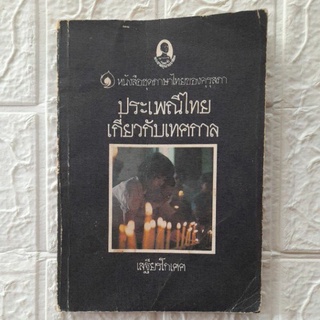 หนังสือชุดภาษาไทยของคุรุสภา
ประเพณีไทย
เกี่ยวกับเทศกาล
เสฐียรโกเศศ